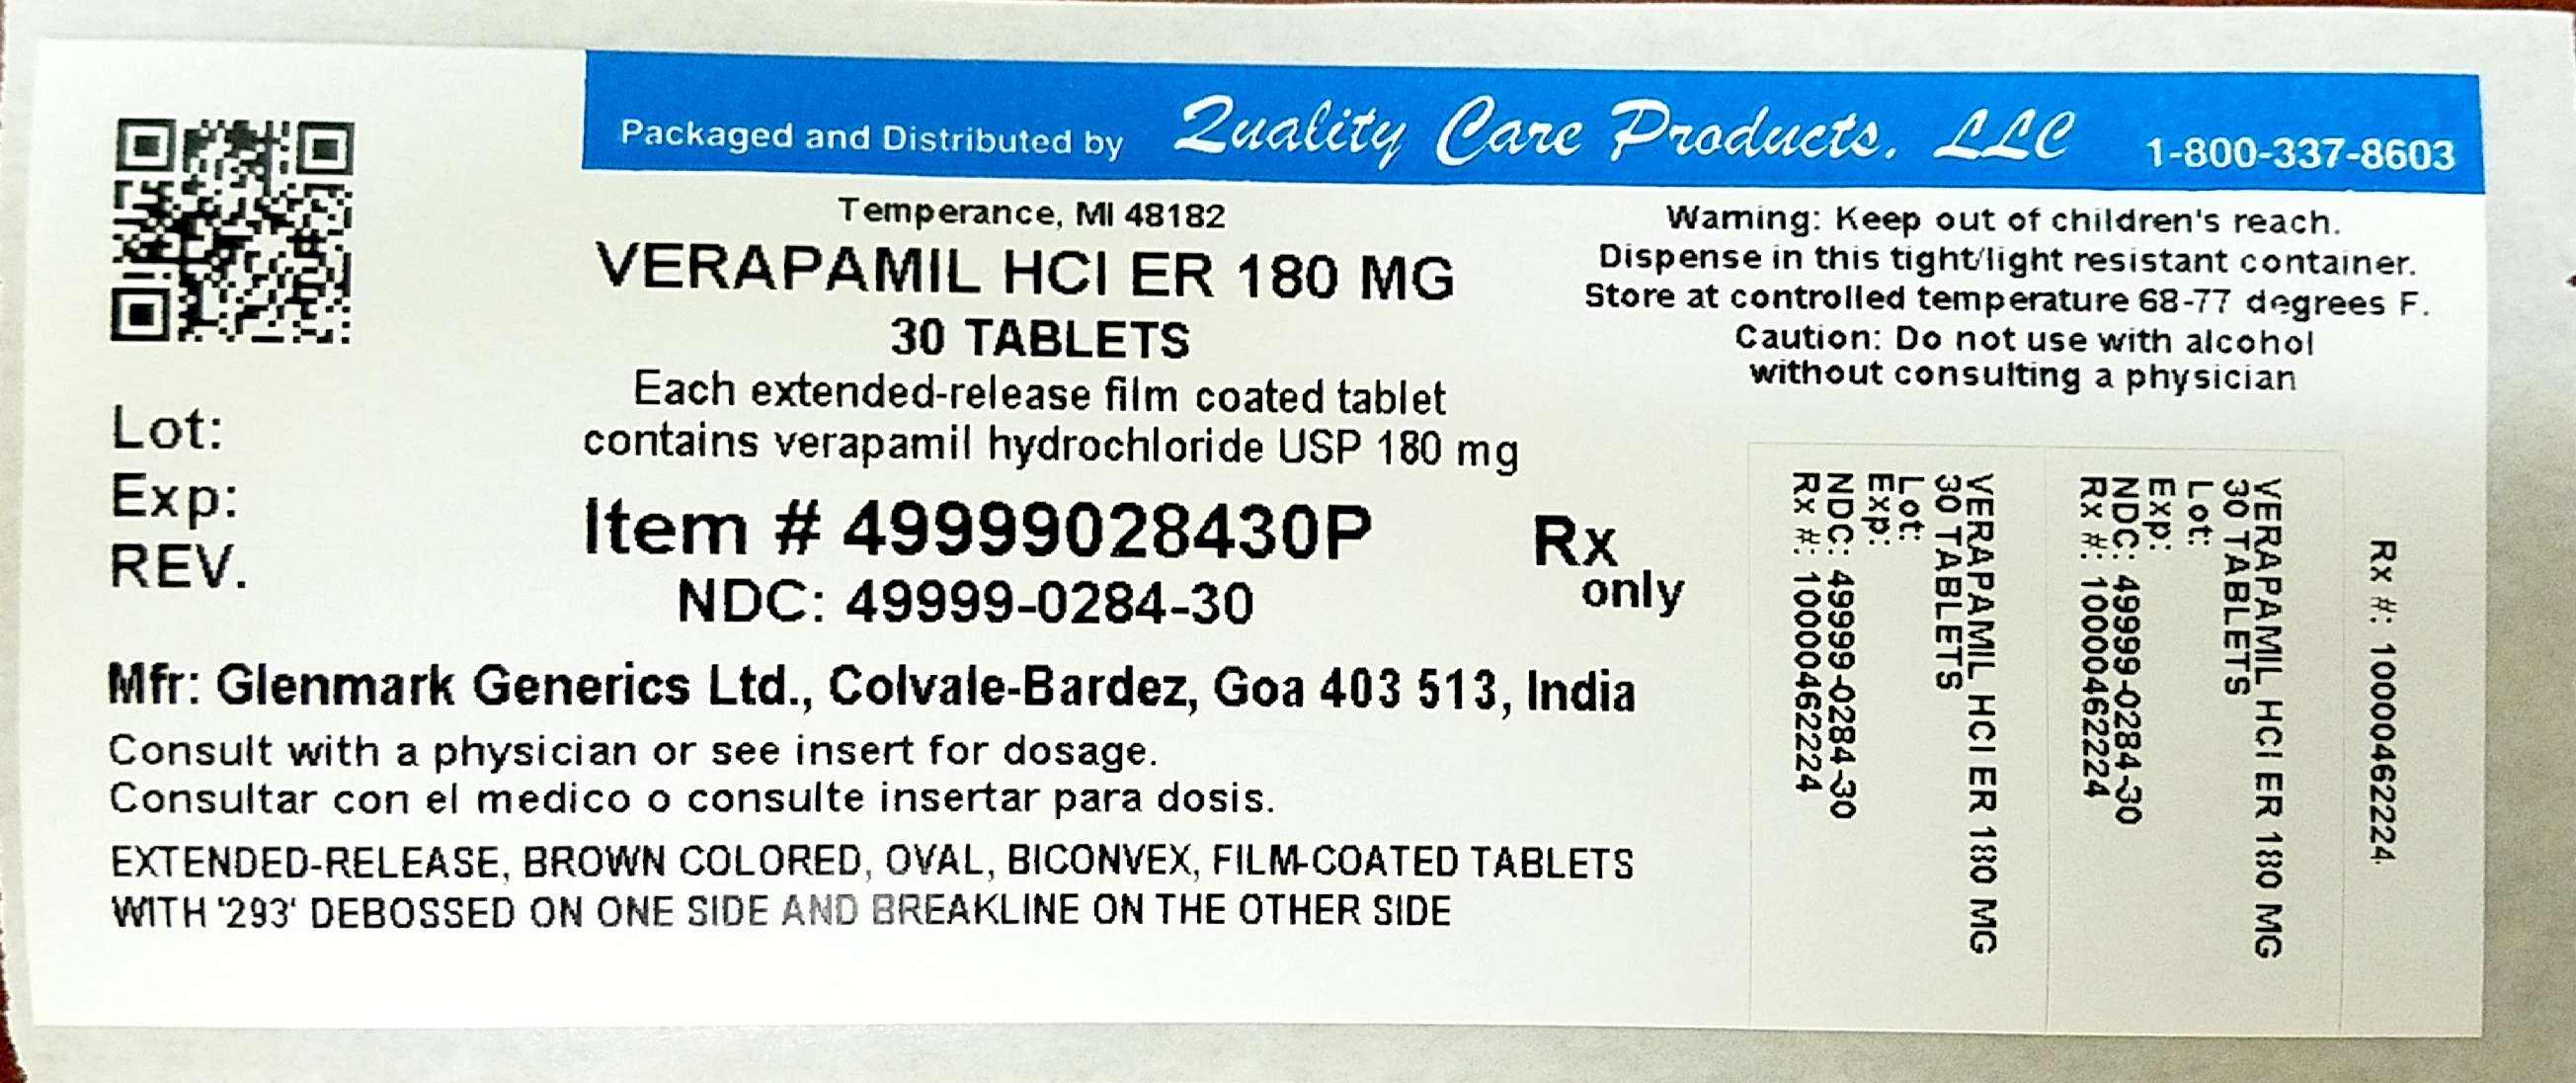 Packaged and Distributed by Quality Care Products, LLC 1-800-337-8603
Temperance, MI 48182
VERAPAMIL HCl ER 180 MG
30 TABLETS
Each extended-release film coated tablet
contains verapamil hydrochloride USP 180 mg
Item # 49999028430P
NDC: 49999-0284-30
Rx
only
Warning: Keep out of children's reach.
Dispense in this tight/light resistant container.
Store at controlled temperature 68-77 degrees F.
Caution: Do not use with alcohol
without consulting a physician
Lot:
Exp:
REV.
Mfr: Glenmark Generics Ltd., Colvale-Bardez, Goa 403 513, India
Consult with a physician or see insert for dosage.
Consultar con el medico o consulte insertar para dosis.
EXTENDED-RELEASE, BROWN COLORED, OVAL, BICONVEX, FILM-COATED TABLETS
WITH '293' DEBOSSED ON ONE SIDE AND BREAKLINE ON THE OTHER SIDE
VERAPAMIL HCl ER 180 MG
30 TABLETS
Lot:
Exp:
NDC: 49999-0284-30
Rx #: 1000462224
VERAPAMIL HCl ER 180 MG
30 TABLETS
Lot:
Exp:
NDC: 49999-0284-30
Rx #: 1000462224
Rx #: 1000462224